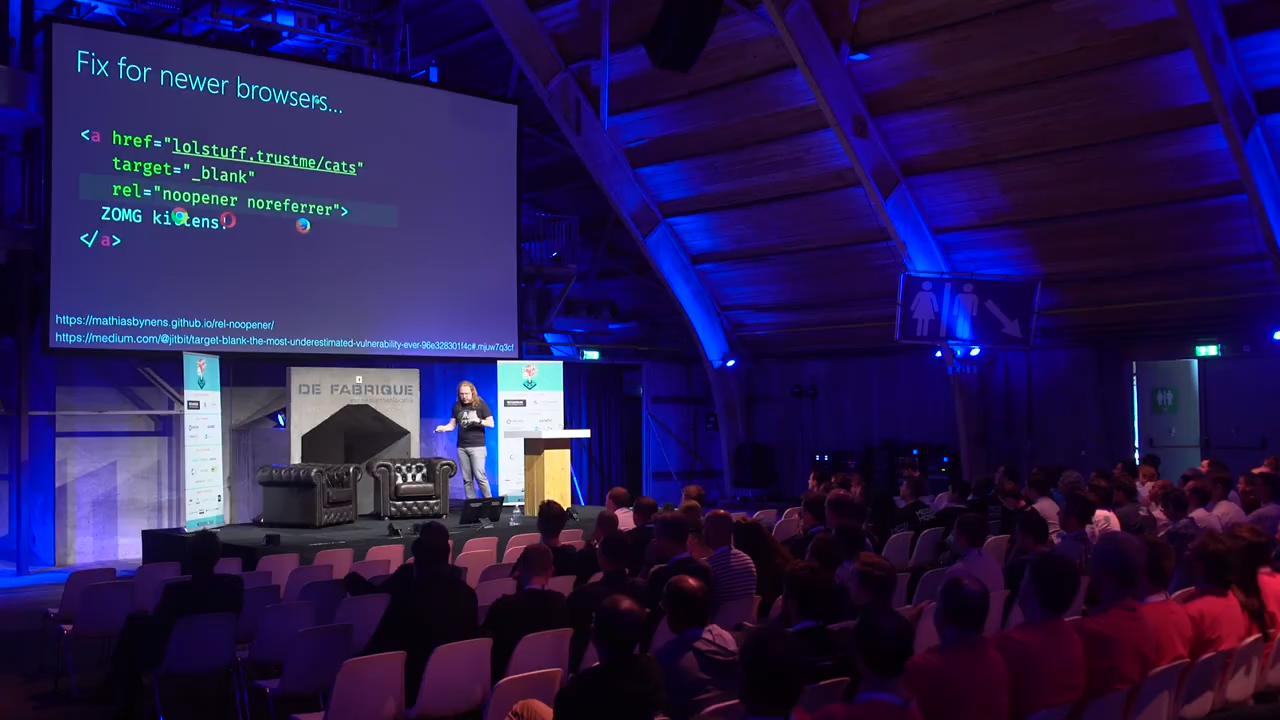 Fix for newer browsers...
<a href="lolstuff.trustme/cats"
target="_blank"
rel="noopener noreferrer">
ZOMG kittens!
</a>
https://mathiasbynens.github.io/rel-noopener/
https://medium.com/@jitbit/target-blank-the-most-underestimated-vulnerability-ever-96e328301f4c#.mjuw7q3cf
DE FABRIQUE